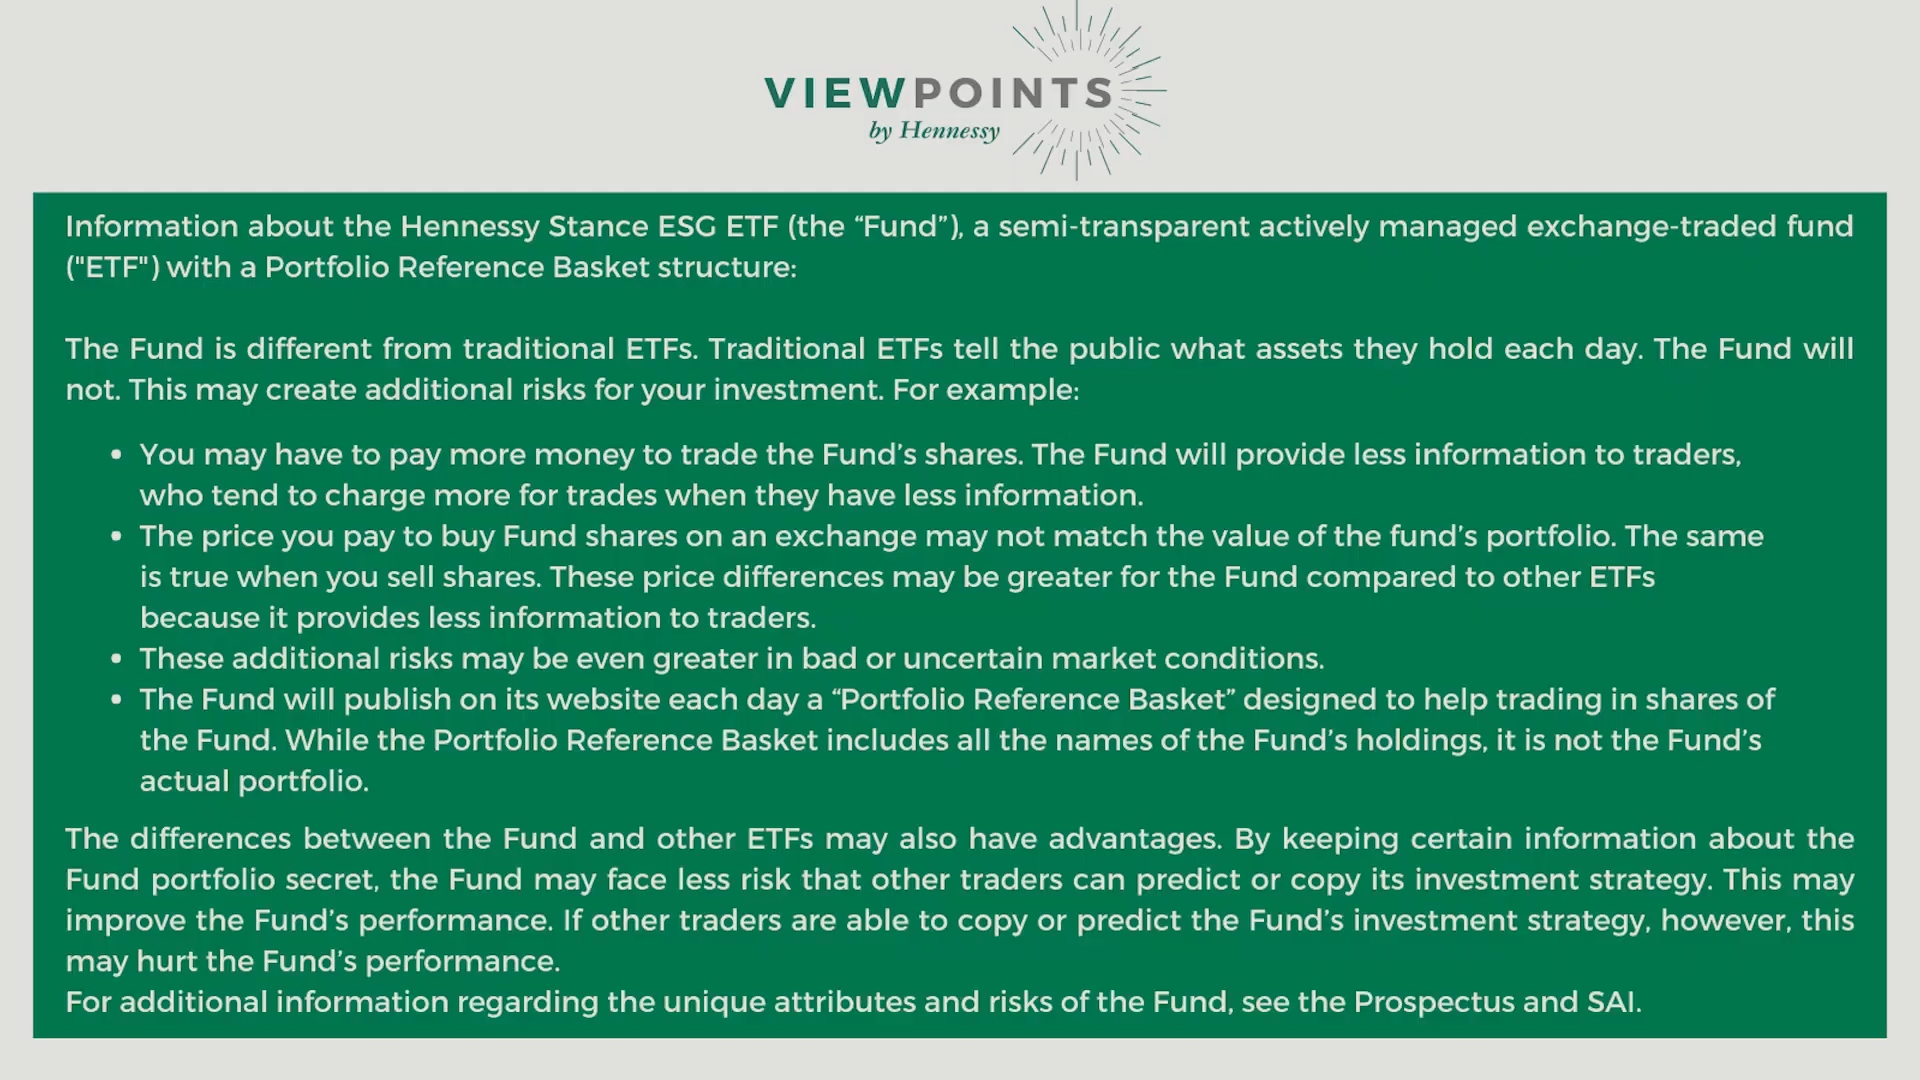 VIEWPOINTS
by Hennessy
Information about the Hennessy Stance ESG ETF (the “Fund”), a semi-transparent actively managed exchange-traded fund
("ETF") with a Portfolio Reference Basket structure:
The Fund is different from traditional ETFs. Traditional ETFs tell the public what assets they hold each day. The Fund will
not. This may create additional risks for your investment. For example:
• You may have to pay more money to trade the Fund’s shares. The Fund will provide less information to traders,
who tend to charge more for trades when they have less information.
• The price you pay to buy Fund shares on an exchange may not match the value of the fund’s portfolio. The same
is true when you sell shares. These price differences may be greater for the Fund compared to other ETFs
because it provides less information to traders.
• These additional risks may be even greater in bad or uncertain market conditions.
• The Fund will publish on its website each day a “Portfolio Reference Basket” designed to help trading in shares of
the Fund. While the Portfolio Reference Basket includes all the names of the Fund’s holdings, it is not the Fund’s
actual portfolio.
The differences between the Fund and other ETFs may also have advantages. By keeping certain information about the
Fund portfolio secret, the Fund may face less risk that other traders can predict or copy its investment strategy. This may
improve the Fund’s performance. If other traders are able to copy or predict the Fund’s investment strategy, however, this
may hurt the Fund’s performance.
For additional information regarding the unique attributes and risks of the Fund, see the Prospectus and SAI.